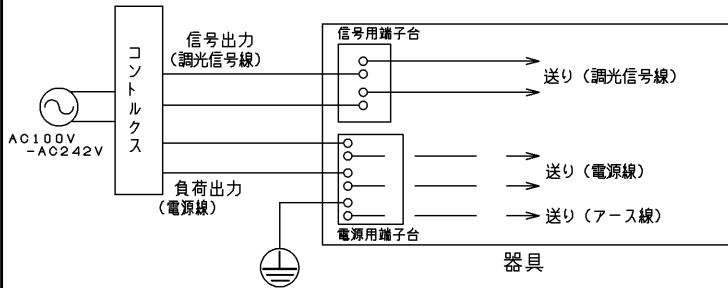 信号用端子台
信号出力
（調光信号線）
コントルクス
送り（調光信号線）
AC100V
-AC242V
送り（電源線）
負荷出力
（電源線）
送り（アース線）
電源用端子台
器具